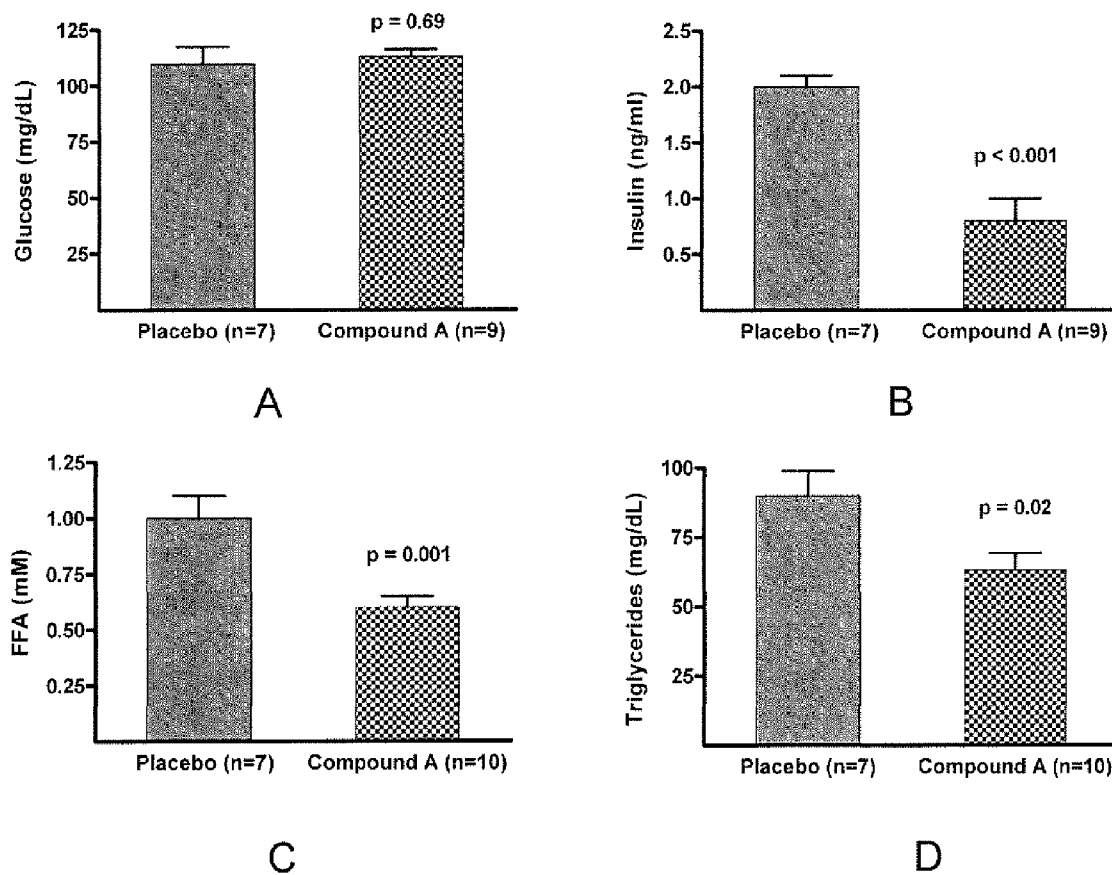 p = 0.69
Glucose (mg/dL)
125
100
75
50
25
Placebo (n=7) Compound A (n=9)
A
Insulin (ng/ml)
2.5
2.0
1.5
1.0
0.5
p < 0.001
Placebo (n=7) Compound A (n=9)
B
FFA (mM)
1.25
1.00
0.75
0.50
0.25
p = 0.001
Placebo (n=7) Compound A (n=10)
C
Triglycerides (mg/dL)
100
75
50
25
p = 0.02
Placebo (n=7) Compound A (n=10)
D